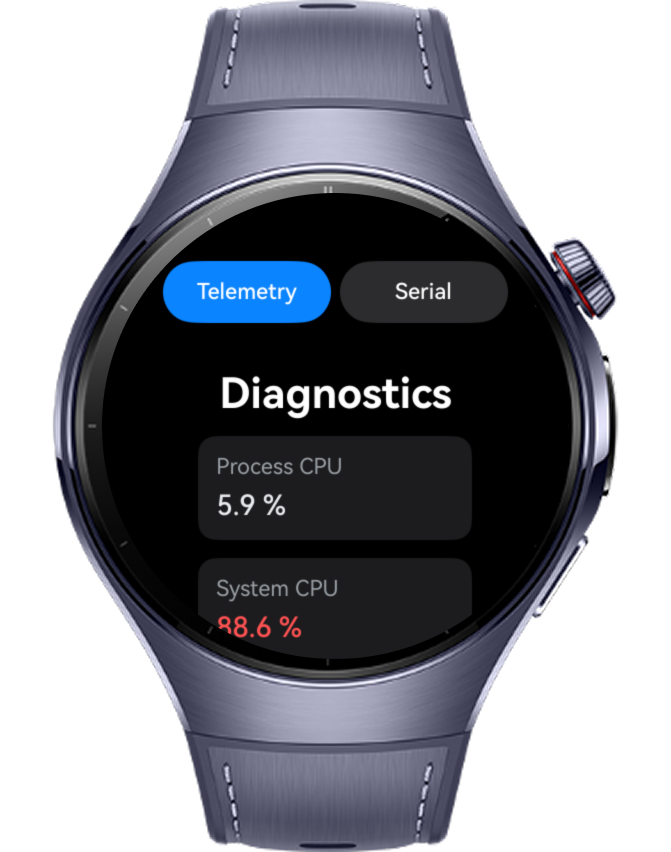 Telemetry
Serial
Diagnostics
Process CPU
5.9 %
System CPU
88.6 %